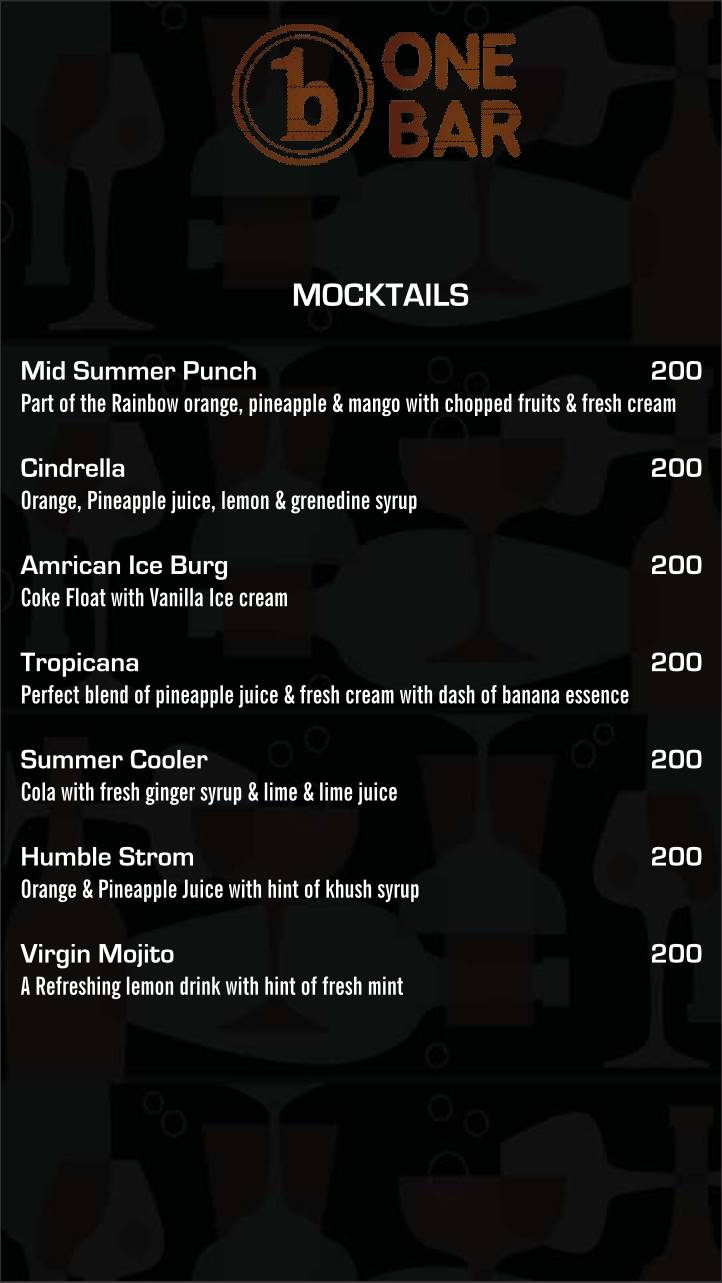 1b ONE
BAR
MOCKTAILS
Mid Summer Punch 200
Part of the Rainbow orange, pineapple & mango with chopped fruits & fresh cream
Cindrella 200
Orange, Pineapple juice, lemon & grenedine syrup
Amrican Ice Burg 200
Coke Float with Vanilla Ice cream
Tropicana 200
Perfect blend of pineapple juice & fresh cream with dash of banana essence
Summer Cooler 200
Cola with fresh ginger syrup & lime & lime juice
Humble Strom 200
Orange & Pineapple Juice with hint of khush syrup
Virgin Mojito 200
A Refreshing lemon drink with hint of fresh mint